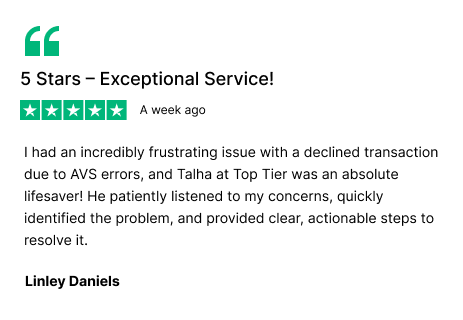 5 Stars – Exceptional Service!
A week ago
I had an incredibly frustrating issue with a declined transaction
due to AVS errors, and Talha at Top Tier was an absolute
lifesaver! He patiently listened to my concerns, quickly
identified the problem, and provided clear, actionable steps to
resolve it.
Linley Daniels